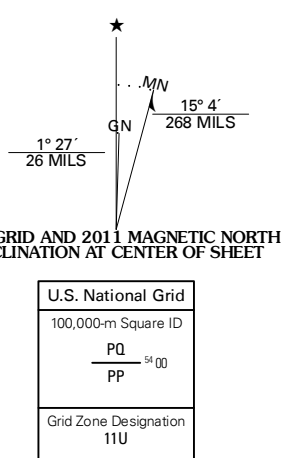 ★
MN
GN
15° 4´
268 MILS
1° 27´
26 MILS
GRID AND 2011 MAGNETIC NORTH
CLINATION AT CENTER OF SHEET
U.S. National Grid
100,000-m Square ID
PQ
54 00
PP
Grid Zone Designation
11U